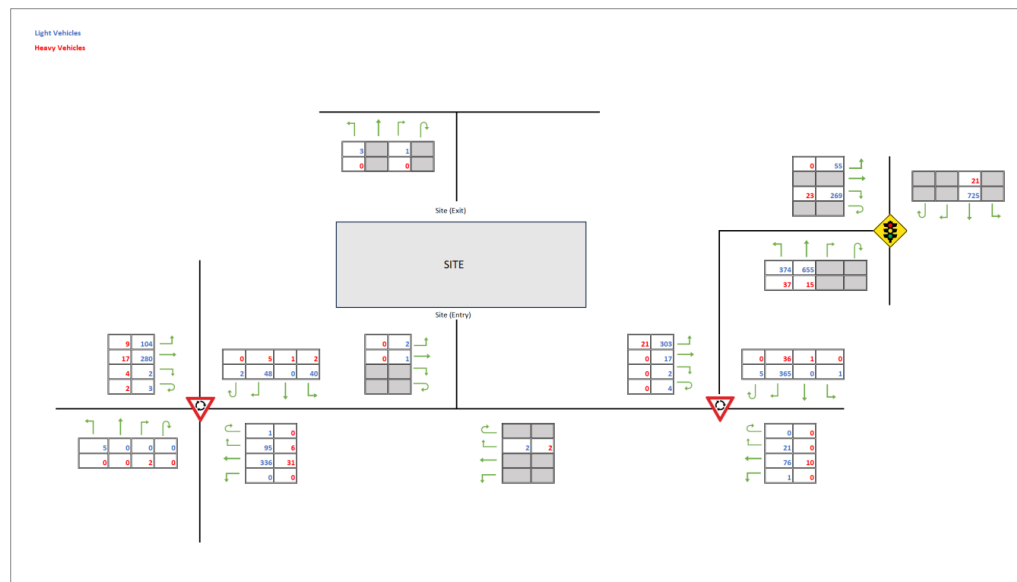 Light Vehicles
Heavy Vehicles
3 1
0 0
0 55
23 269
21
725
Site (Exit)
SITE
374 655
37 15
Site (Entry)
9 104
17 280
4 2
2 3
0 5 1 2
2 48 0 40
0 2
0 1
21 303
0 17
0 2
0 4
0 36 1 0
5 365 0 1
5 0 0 0
0 0 2 0
1 0
95 6
336 31
0 0
2 2
0 0
21 0
76 10
1 0